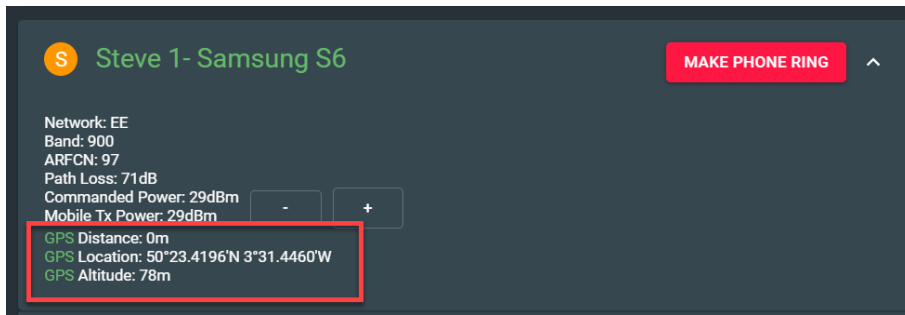 S
Steve 1- Samsung S6
MAKE PHONE RING
Network: EE
Band: 900
ARFCN: 97
Path Loss: 71dB
Commanded Power: 29dBm
Mobile Tx Power: 29dBm
- +
GPS Distance: 0m
GPS Location: 50°23.4196'N 3°31.4460'W
GPS Altitude: 78m